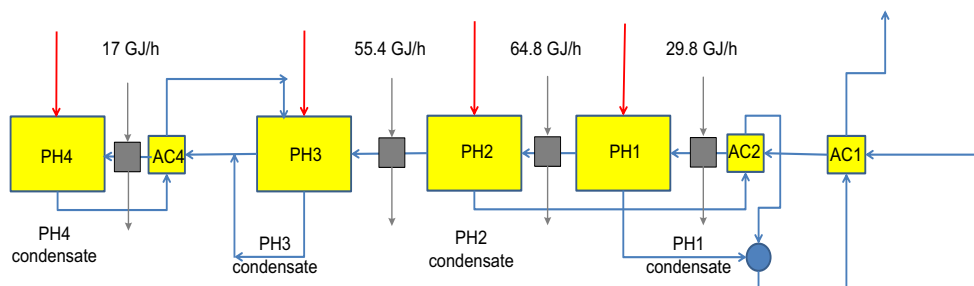 17 GJ/h
55.4 GJ/h
64.8 GJ/h
29.8 GJ/h
PH4
AC4
PH3
PH2
PH1
AC2
AC1
PH4
condensate
PH3
condensate
PH2
condensate
PH1
condensate